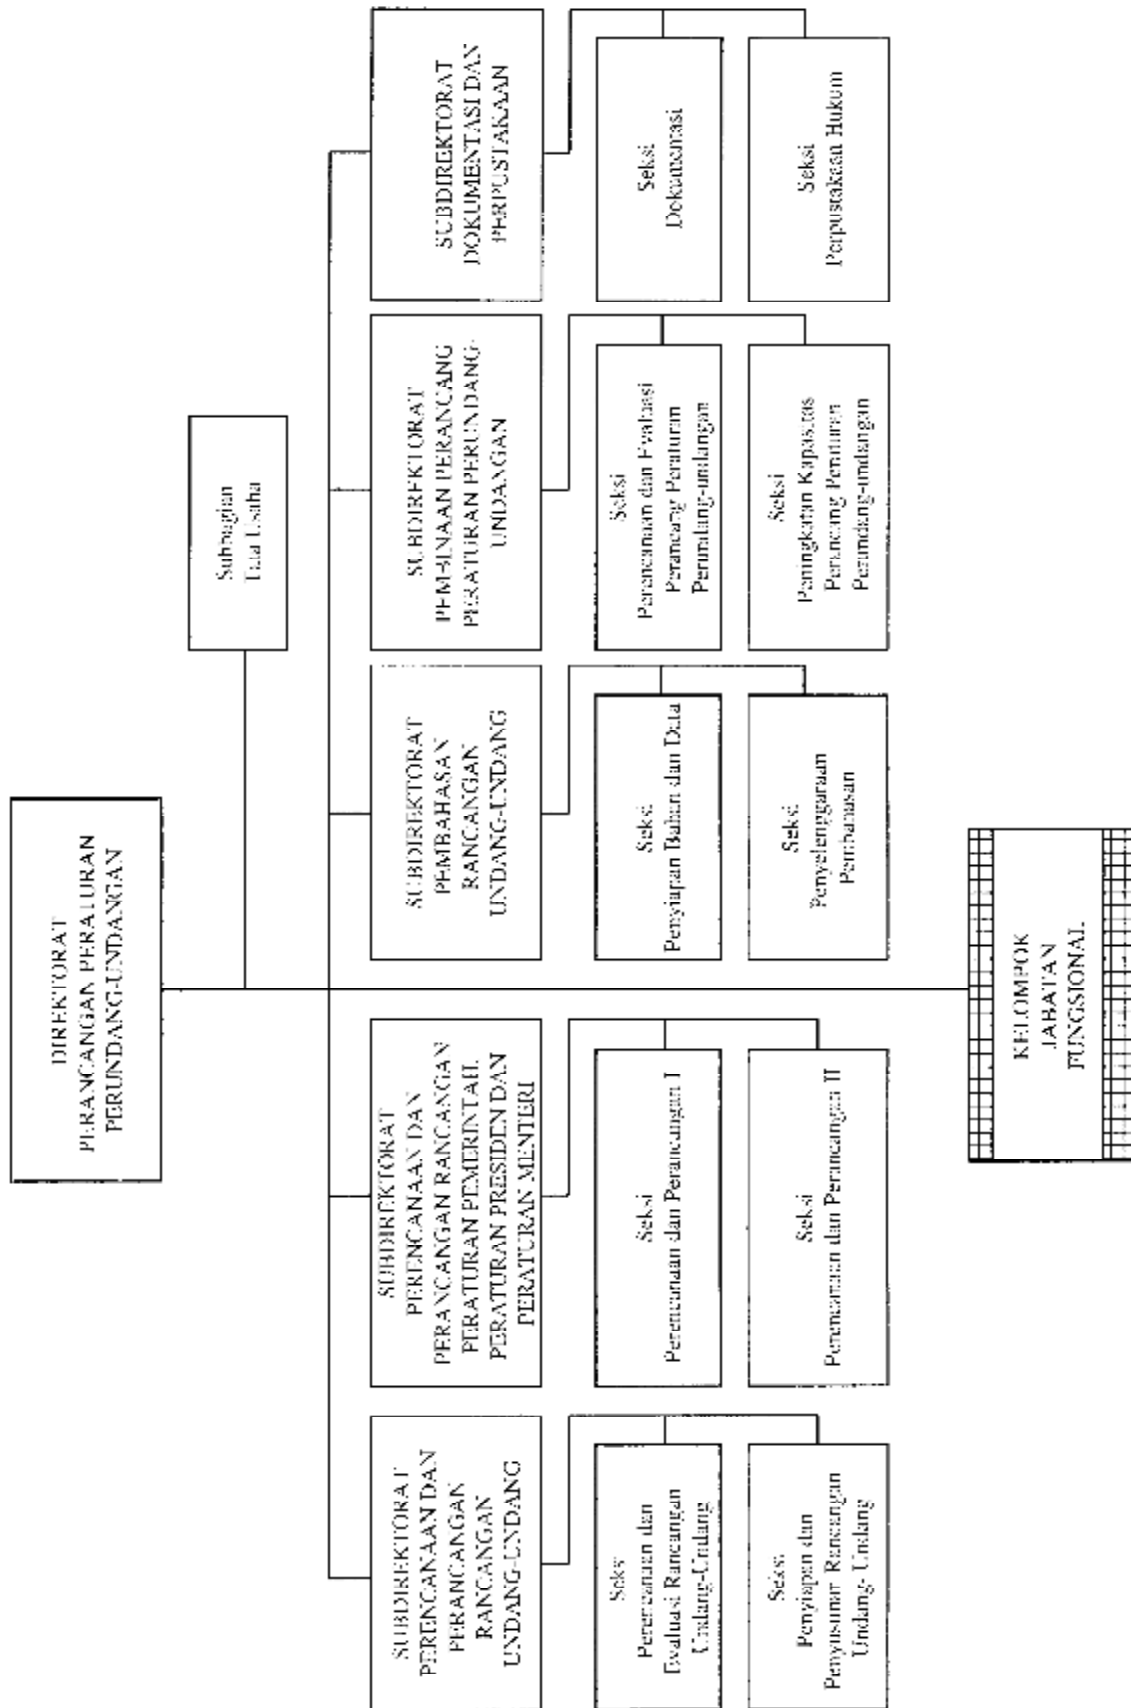 DIREKTORAT
PERANCANGAN PERATURAN
PERUNDANG-UNDANGAN
Subbagian
Tata Usaha
SUBDIREKTORAT
PERENCANAAN DAN
PERANCANGAN
RANCANGAN
UNDANG-UNDANG
SUBDIREKTORAT
PERENCANAAN DAN
PERANCANGAN RANCANGAN
PERATURAN PEMERINTAH,
PERATURAN PRESIDEN DAN
PERATURAN MENTERI
SUBDIREKTORAT
PEMBAHASAN
RANCANGAN
UNDANG-UNDANG
SUBDIREKTORAT
PEMBINAAN PERANCANG
PERATURAN PERUNDANG-
UNDANGAN
SUBDIREKTORAT
DOKUMENTASI DAN
PERPUSTAKAAN
Seksi
Perencanaan dan
Evaluasi Rancangan
Undang-Undang
Seksi
Perencanaan dan Perancangan I
Seksi
Penyiapan Bahan dan Data
Seksi
Perencanaan dan Evaluasi
Perancang Peraturan
Perundang-undangan
Seksi
Dokumentasi
Seksi
Penyiapan dan
Penyusunan Rancangan
Undang- Undang
Seksi
Perencanaan dan Perancangan II
Seksi
Penyelenggaraan
Pembahasan
Seksi
Peningkatan Kapasitas
Perancang Peraturan
Perundang-undangan
Seksi
Perpustakaan Hukum
KELOMPOK
JABATAN
FUNGSIONAL